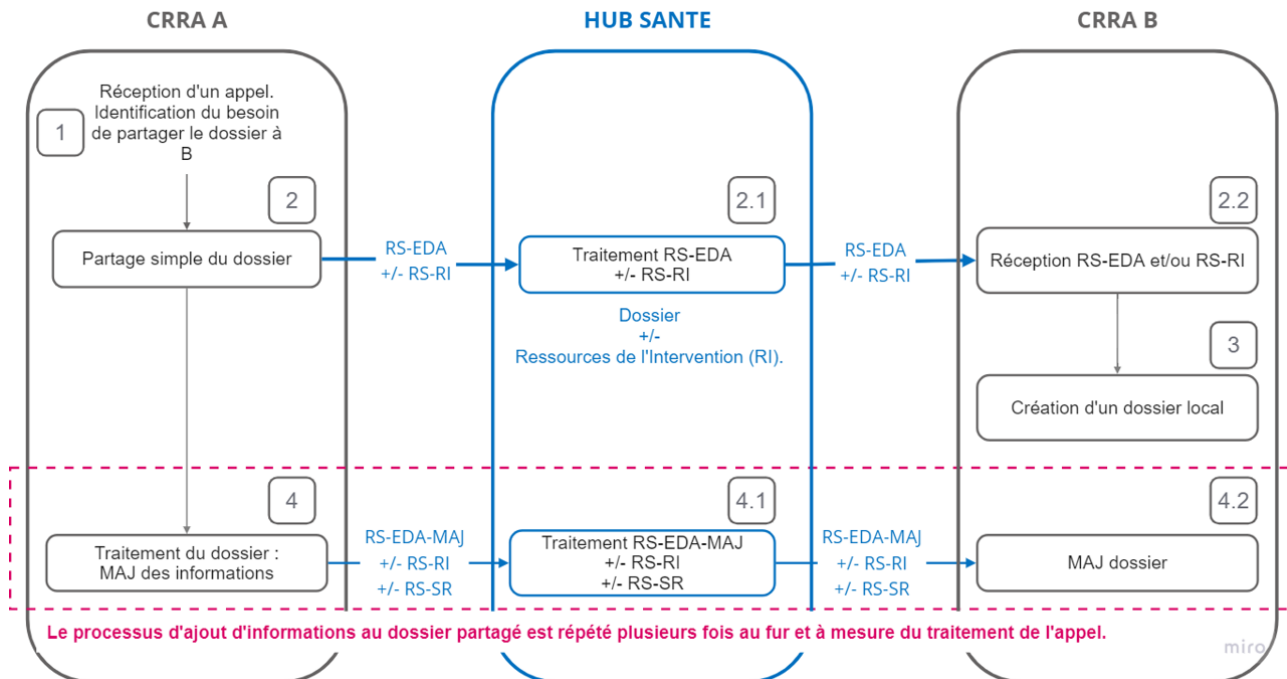 CRRA A
HUB SANTE
CRRA B
Réception d'un appel.
Identification du besoin
de partager le dossier à
B
1
2
2.1
2.2
Partage simple du dossier
RS-EDA
+/- RS-RI
Traitement RS-EDA
+/- RS-RI
RS-EDA
+/- RS-RI
Réception RS-EDA et/ou RS-RI
Dossier
+/-
Ressources de l'Intervention (RI).
3
Création d'un dossier local
4
4.1
4.2
Traitement du dossier :
MAJ des informations
RS-EDA-MAJ
+/- RS-RI
+/- RS-SR
Traitement RS-EDA-MAJ
+/- RS-RI
+/- RS-SR
RS-EDA-MAJ
+/- RS-RI
+/- RS-SR
MAJ dossier
Le processus d'ajout d'informations au dossier partagé est répété plusieurs fois au fur et à mesure du traitement de l'appel.
miro